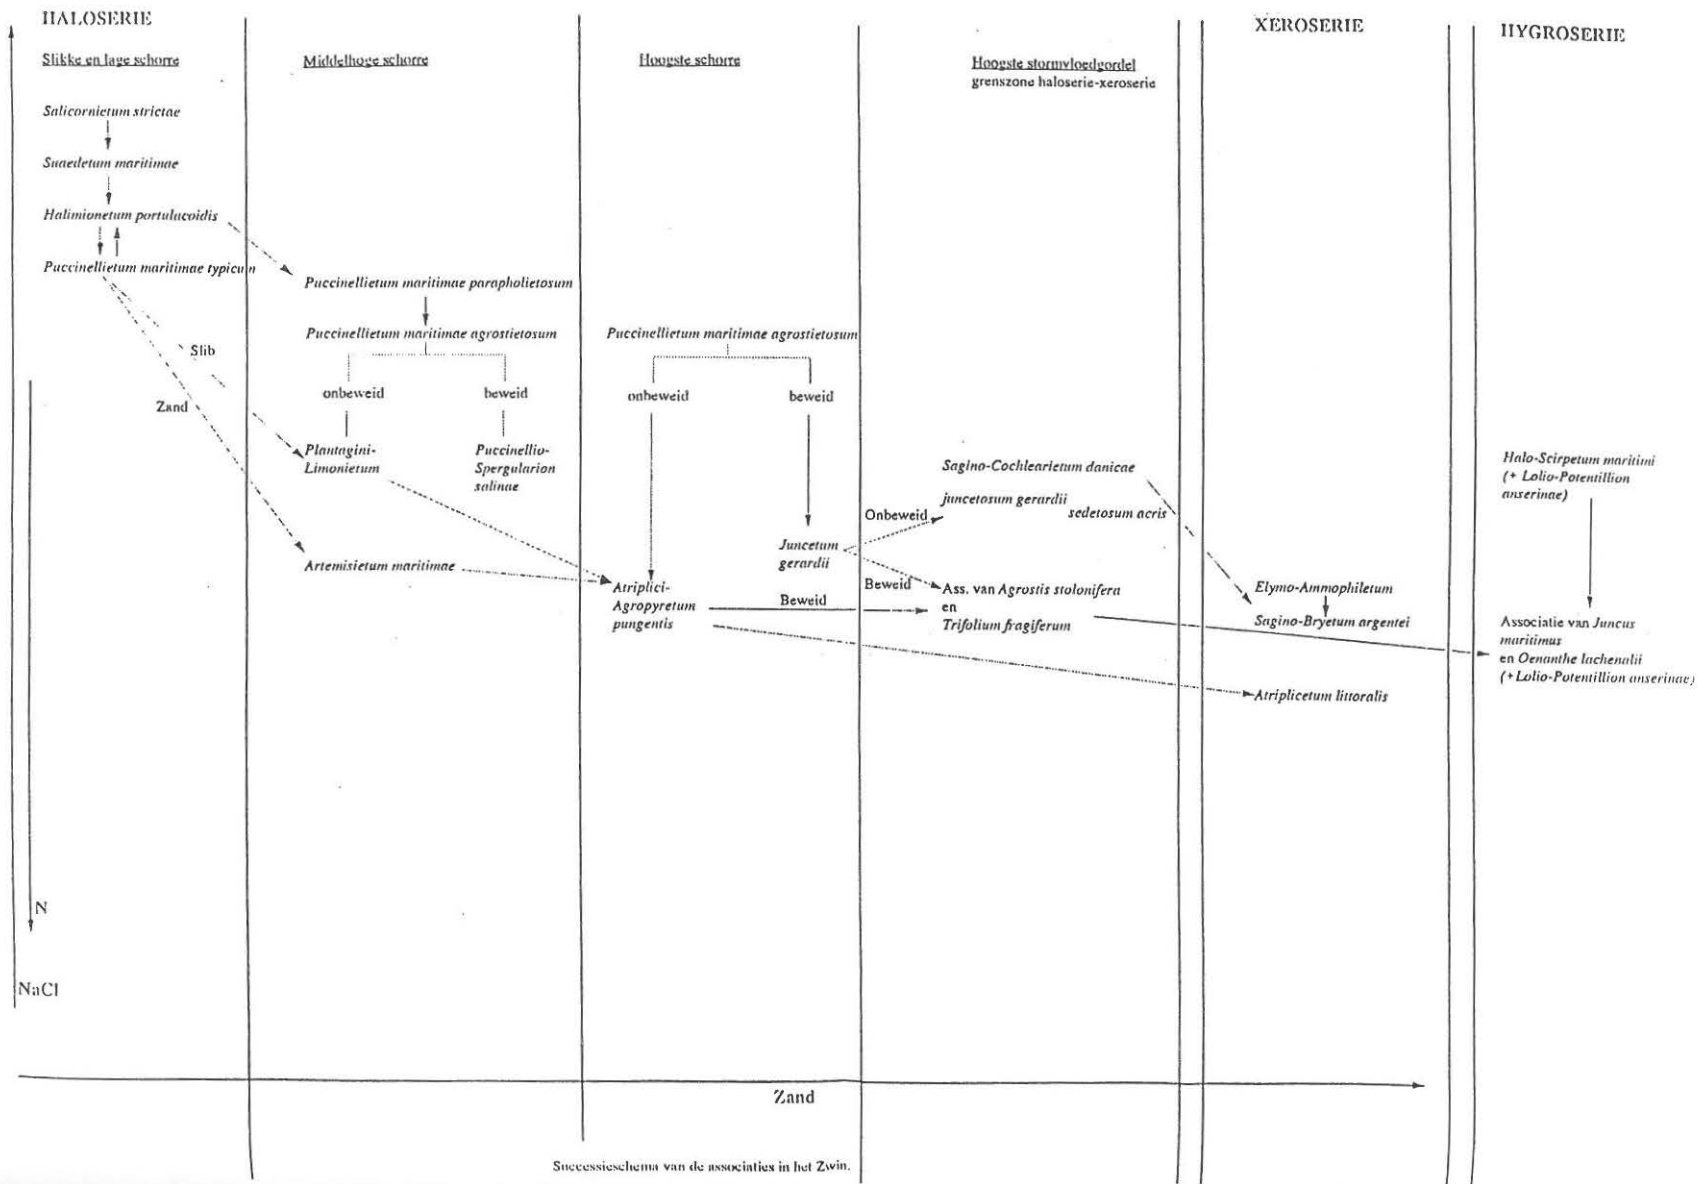 HALOSERIE
Slikke en lage schorre
Salicornietum strictae
Suaedetum maritimae
Halimionetum portulacoidis
Puccinellietum maritimae typicum
Slib
Zand
N
NaCl
Middelhoge schorre
Puccinellietum maritimae parapholietosum
Puccinellietum maritimae agrostietosum
onbeweid
beweid
Plantagini-
Limonietum
Puccinellio-
Spergularion
salinae
Artemisietum maritimae
Hoogste schorre
Puccinellietum maritimae agrostietosum
onbeweid
beweid
Juncetum
gerardii
Atriplici-
Agropyretum
pungentis
Beweid
Hoogste stormvloedgordel
grenszone haloserie-xeroserie
Sagino-Cochlearietum danicae
juncetosum gerardii
sedetosum acris
Onbeweid
Beweid
Ass. van Agrostis stolonifera
en
Trifolium fragiferum
XEROSERIE
Elymo-Ammophiletum
Sagino-Bryetum argentei
Atriplicetum littoralis
HYGROSERIE
Halo-Scirpetum maritimi
(+ Lolio-Potentillion
anserinae)
Associatie van Juncus
maritimus
en Oenanthe lachenalii
(+Lolio-Potentillion anserinae)
Zand
Successieschema van de associaties in het Zwin.